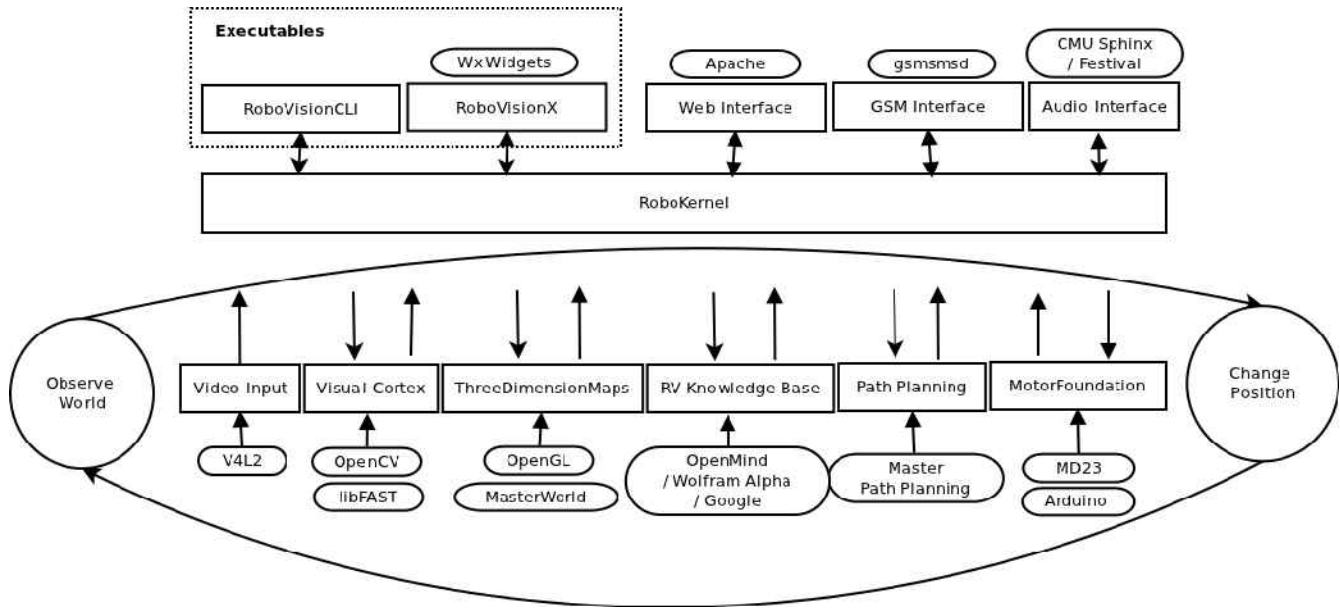 Executables
WxWidgets
Apache
gsmsmsd
CMU Sphinx
/ Festival
RoboVisionCLI
RoboVisionX
Web Interface
GSM Interface
Audio Interface
RoboKernel
Observe
World
Video Input
Visual Cortex
ThreeDimensionMaps
RV Knowledge Base
Path Planning
MotorFoundation
Change
Position
V4L2
OpenCV
libFAST
OpenGL
MasterWorld
OpenMind
/ Wolfram Alpha
/ Google
Master
Path Planning
MD23
Arduino